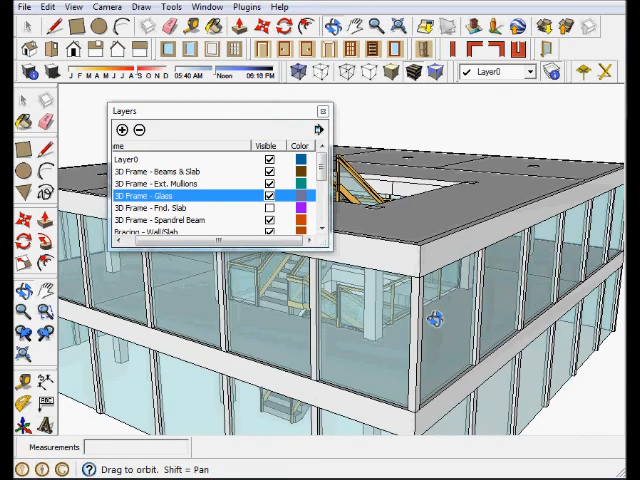 File Edit View Camera Draw Tools Window Plugins Help
J F M A M J J A S O N D 05:40 AM Noon 06:16 PM Layer0
Layers
me Visible Color
Layer0
3D Frame - Beams & Slab
3D Frame - Ext. Mullions
3D Frame - Glass
3D Frame - Fnd. Slab
3D Frame - Spandrel Beam
Bracing - Wall/Slab
ABC
Measurements
Drag to orbit. Shift = Pan